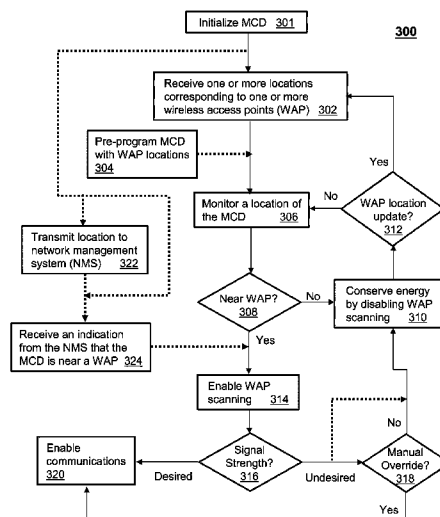 Initialize MCD 301
300
Receive one or more locations
corresponding to one or more
wireless access points (WAP)
302
Pre-program MCD
with WAP locations
304
Yes
No
Monitor a location of
the MCD 306
WAP location
update?
312
Transmit location to
network management
system (NMS)
322
Near WAP?
308
No
Conserve energy
by disabling WAP
scanning 310
Receive an indication
from the NMS that the
MCD is near a WAP 324
Yes
Enable WAP
scanning 314
No
Enable
communications
320
Desired
Signal
Strength?
316
Undesired
Manual
Override?
318
Yes